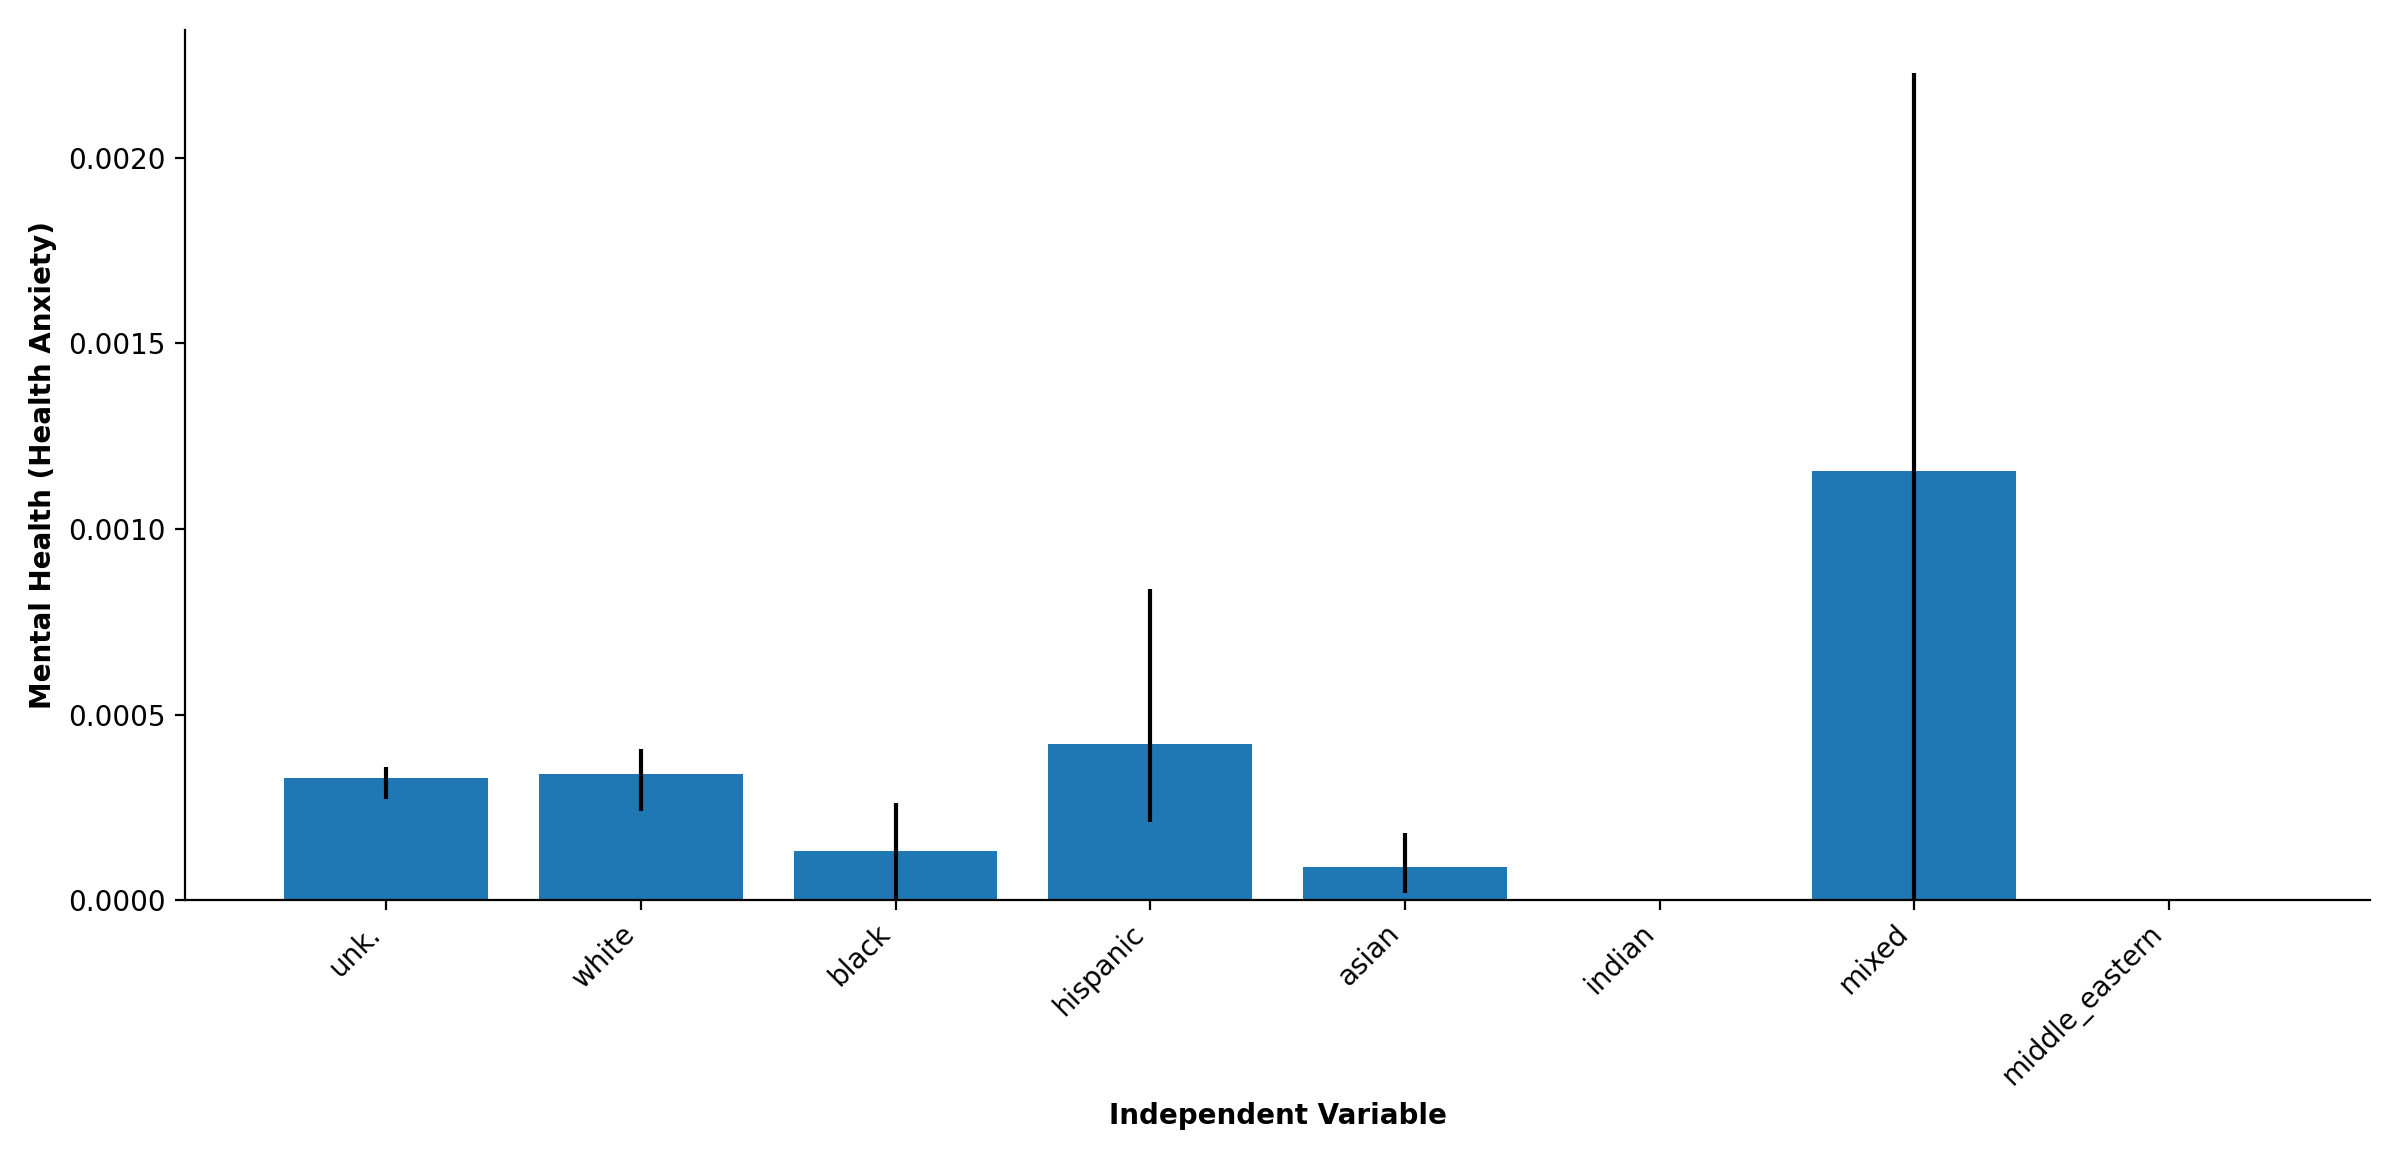 Mental Health (Health Anxiety)
0.0020
0.0015
0.0010
0.0005
0.0000
unk.
white
black
hispanic
asian
indian
mixed
middle_eastern
Independent Variable